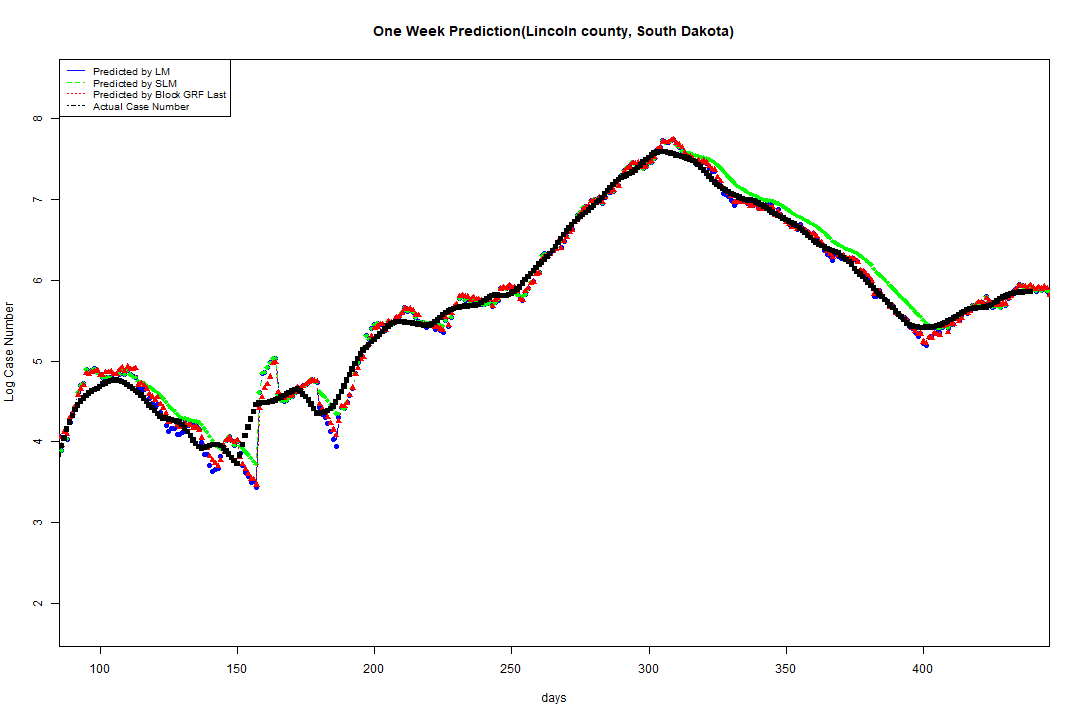 One Week Prediction(Lincoln county, South Dakota)
Predicted by LM
Predicted by SLM
Predicted by Block GRF Last
Actual Case Number
8
7
6
5
4
3
2
Log Case Number
100 150 200 250 300 350 400
days